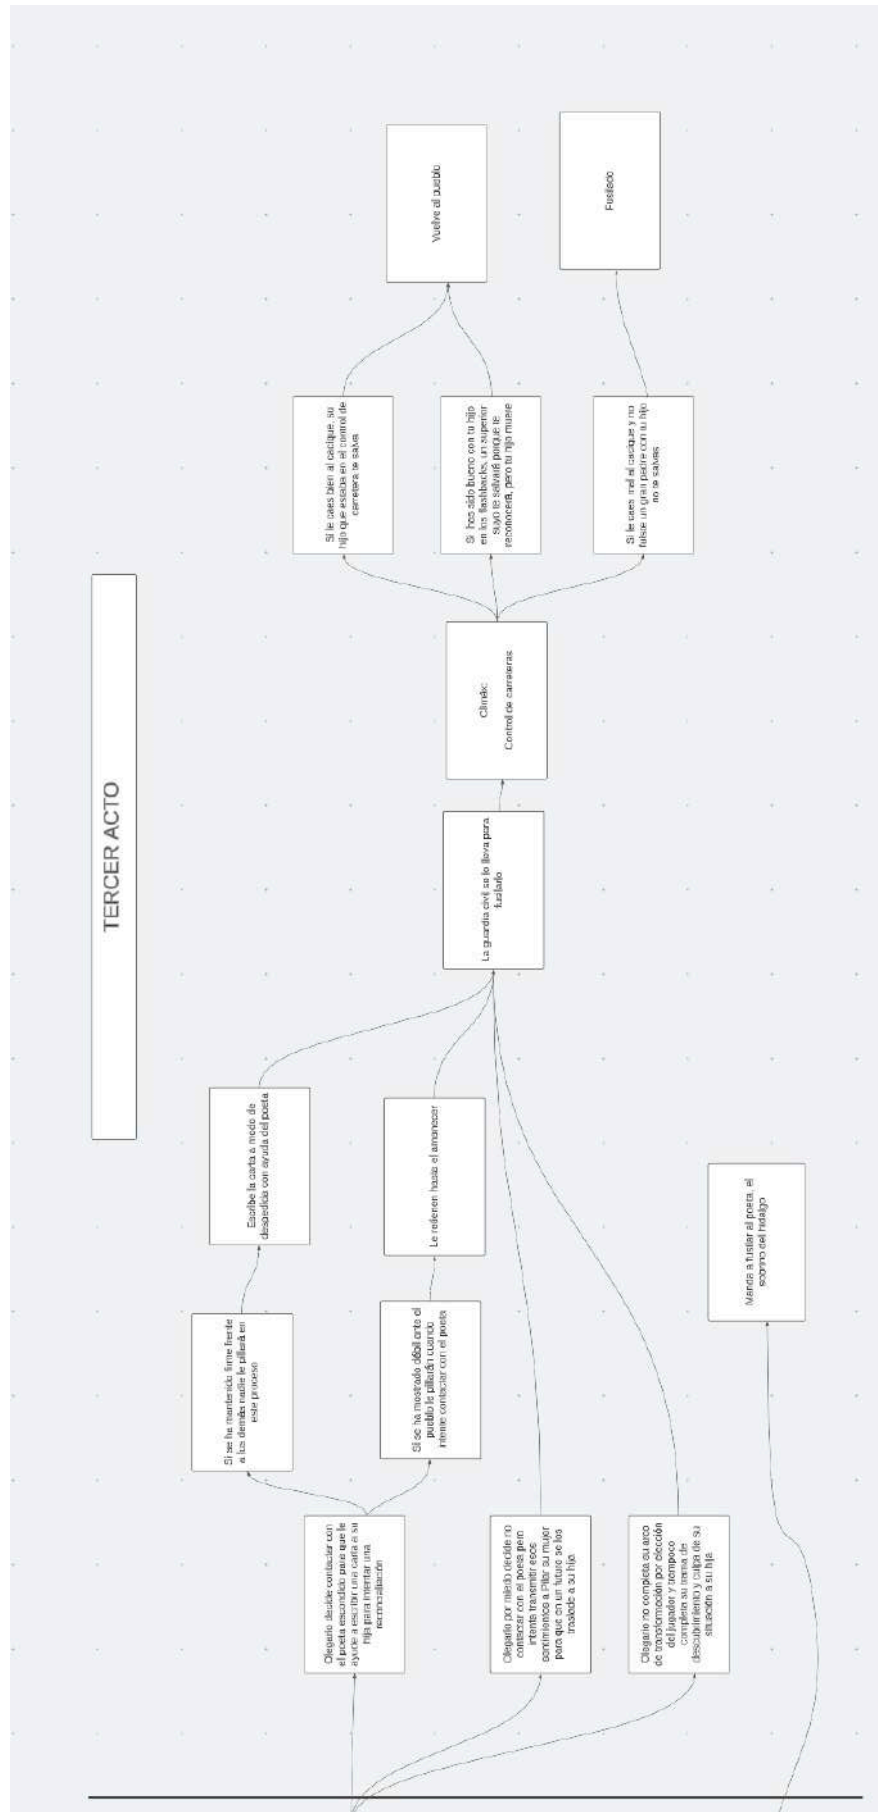 TERCER ACTO
Olegario decide contactar con
el poeta escondido para que le
ayude a escribir una carta a su
hija para intentar una
reconciliación
Si se ha mantenido firme frente
a los demás nadie le pillará en
este proceso
Escribe la carta a modo de
despedida con ayuda del poeta
Si se ha mostrado débil ante el
pueblo le pillarán cuando
intente contactar con el poeta
Le retienen hasta el amanecer
Olegario por miedo decide no
contactar con el poeta pero
intenta transmitir esos
sentimientos a Pilar su mujer
para que en un futuro se los
traslade a su hija
Olegario no completa su arco
de transformación por elección
del jugador y tampoco
completa su trama de
descubrimiento y culpa de su
situación a su hija
Manda a fusilar al poeta, el
sobrino del hidalgo
La guardia civil se lo lleva para
fusilarlo
Clímax:
Control de carreteras
Si le caes bien al cacique, su
hijo que estaba en el control de
carretera te salva
Si has sido bueno con tu hijo
en los flashbacks, un superior
suyo te salvará porque te
reconocerá, pero tu hijo muere
Si le caes mal al cacique y no
fuiste un gran padre con tu hijo
no te salvas
Vuelve al pueblo
Fusilado